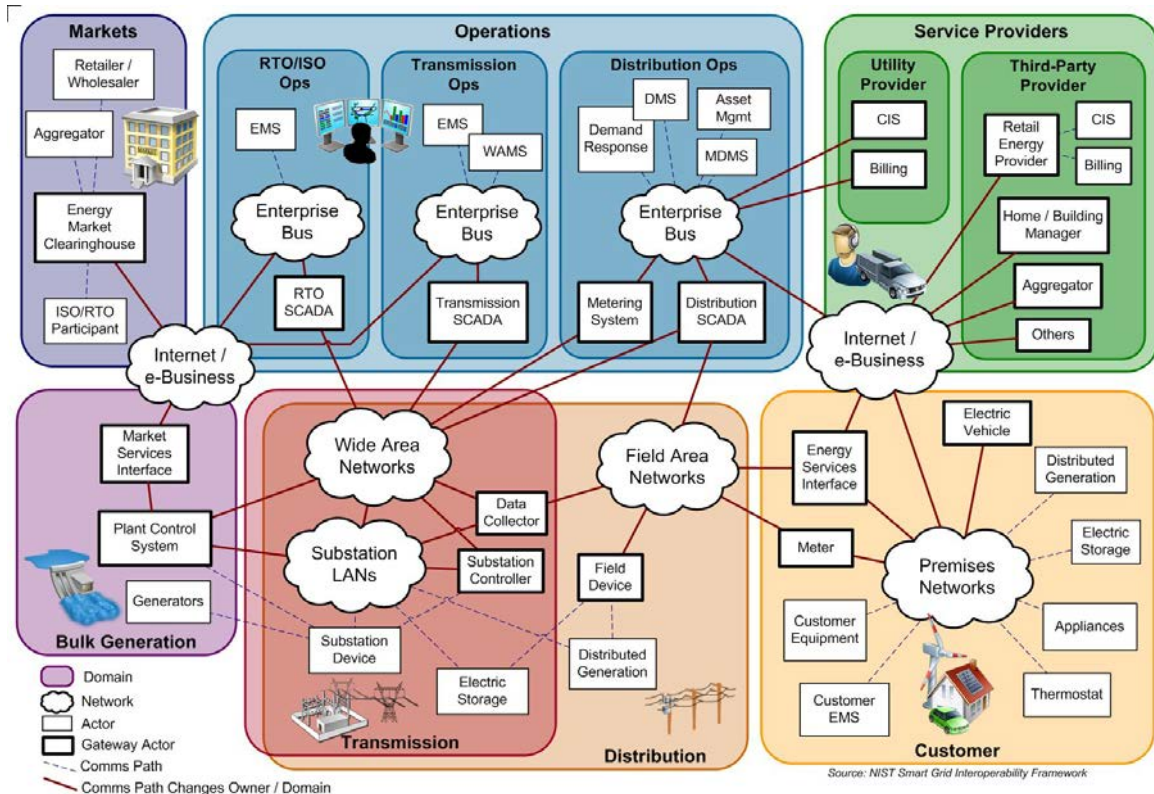 Markets
Retailer /
Wholesaler
Aggregator
Energy
Market
Clearinghouse
ISO/RTO
Participant
Operations
RTO/ISO
Ops
EMS
Enterprise
Bus
RTO
SCADA
Transmission
Ops
EMS
WAMS
Enterprise
Bus
Transmission
SCADA
Distribution Ops
DMS
Asset
Mgmt
Demand
Response
MDMS
Enterprise
Bus
Metering
System
Distribution
SCADA
Service Providers
Utility
Provider
CIS
Billing
Third-Party
Provider
Retail
Energy
Provider
CIS
Billing
Home / Building
Manager
Aggregator
Others
Internet /
e-Business
Internet /
e-Business
Market
Services
Interface
Plant Control
System
Generators
Bulk Generation
Wide Area
Networks
Data
Collector
Substation
LANs
Substation
Controller
Substation
Device
Electric
Storage
Transmission
Field Area
Networks
Field
Device
Distributed
Generation
Distribution
Energy
Services
Interface
Electric
Vehicle
Distributed
Generation
Meter
Premises
Networks
Electric
Storage
Customer
Equipment
Appliances
Customer
EMS
Thermostat
Customer
Domain
Network
Actor
Gateway Actor
Comms Path
Comms Path Changes Owner / Domain
Source: NIST Smart Grid Interoperability Framework